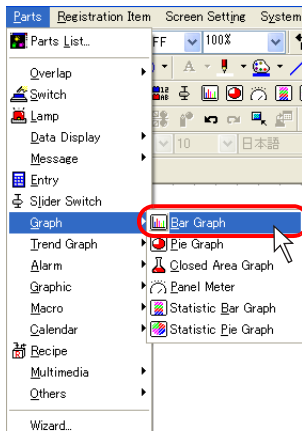 Parts Registration Item Screen Setting System
Parts List...
FF 100%
Overlap
Switch
Lamp
Data Display
10 日本語
Message
Entry
Slider Switch
Graph
Bar Graph
Trend Graph
Pie Graph
Alarm
Closed Area Graph
Graphic
Panel Meter
Macro
Statistic Bar Graph
Calendar
Statistic Pie Graph
Recipe
Multimedia
Others
Wizard...